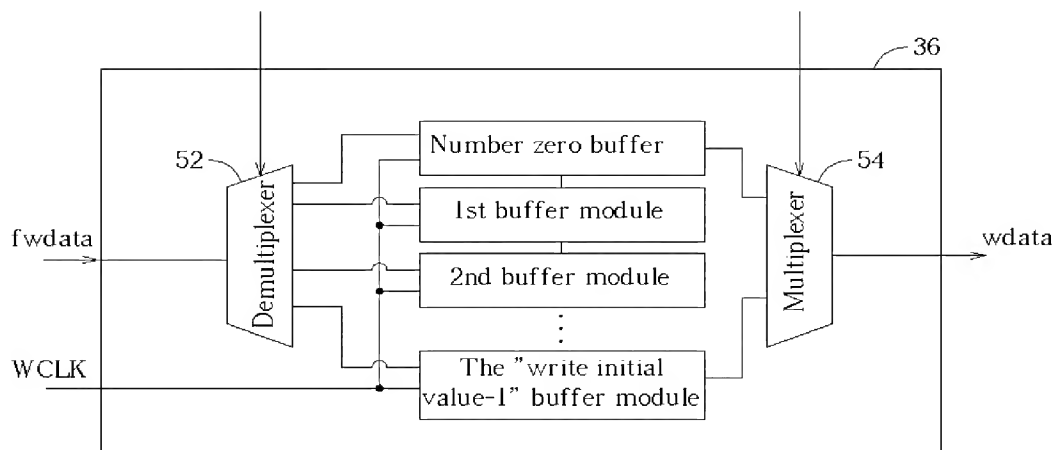 36
52
Number zero buffer
54
Demultiplexer
1st buffer module
Multiplexer
fwdata
wdata
2nd buffer module
WCLK
The "write initial
value-1" buffer module